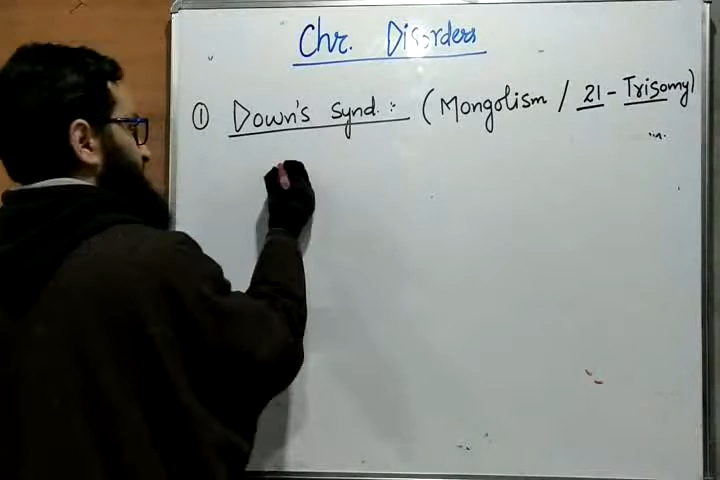 Chr. Disorders
① Down's Synd. :- (Mongolism / 21 - Trisomy)